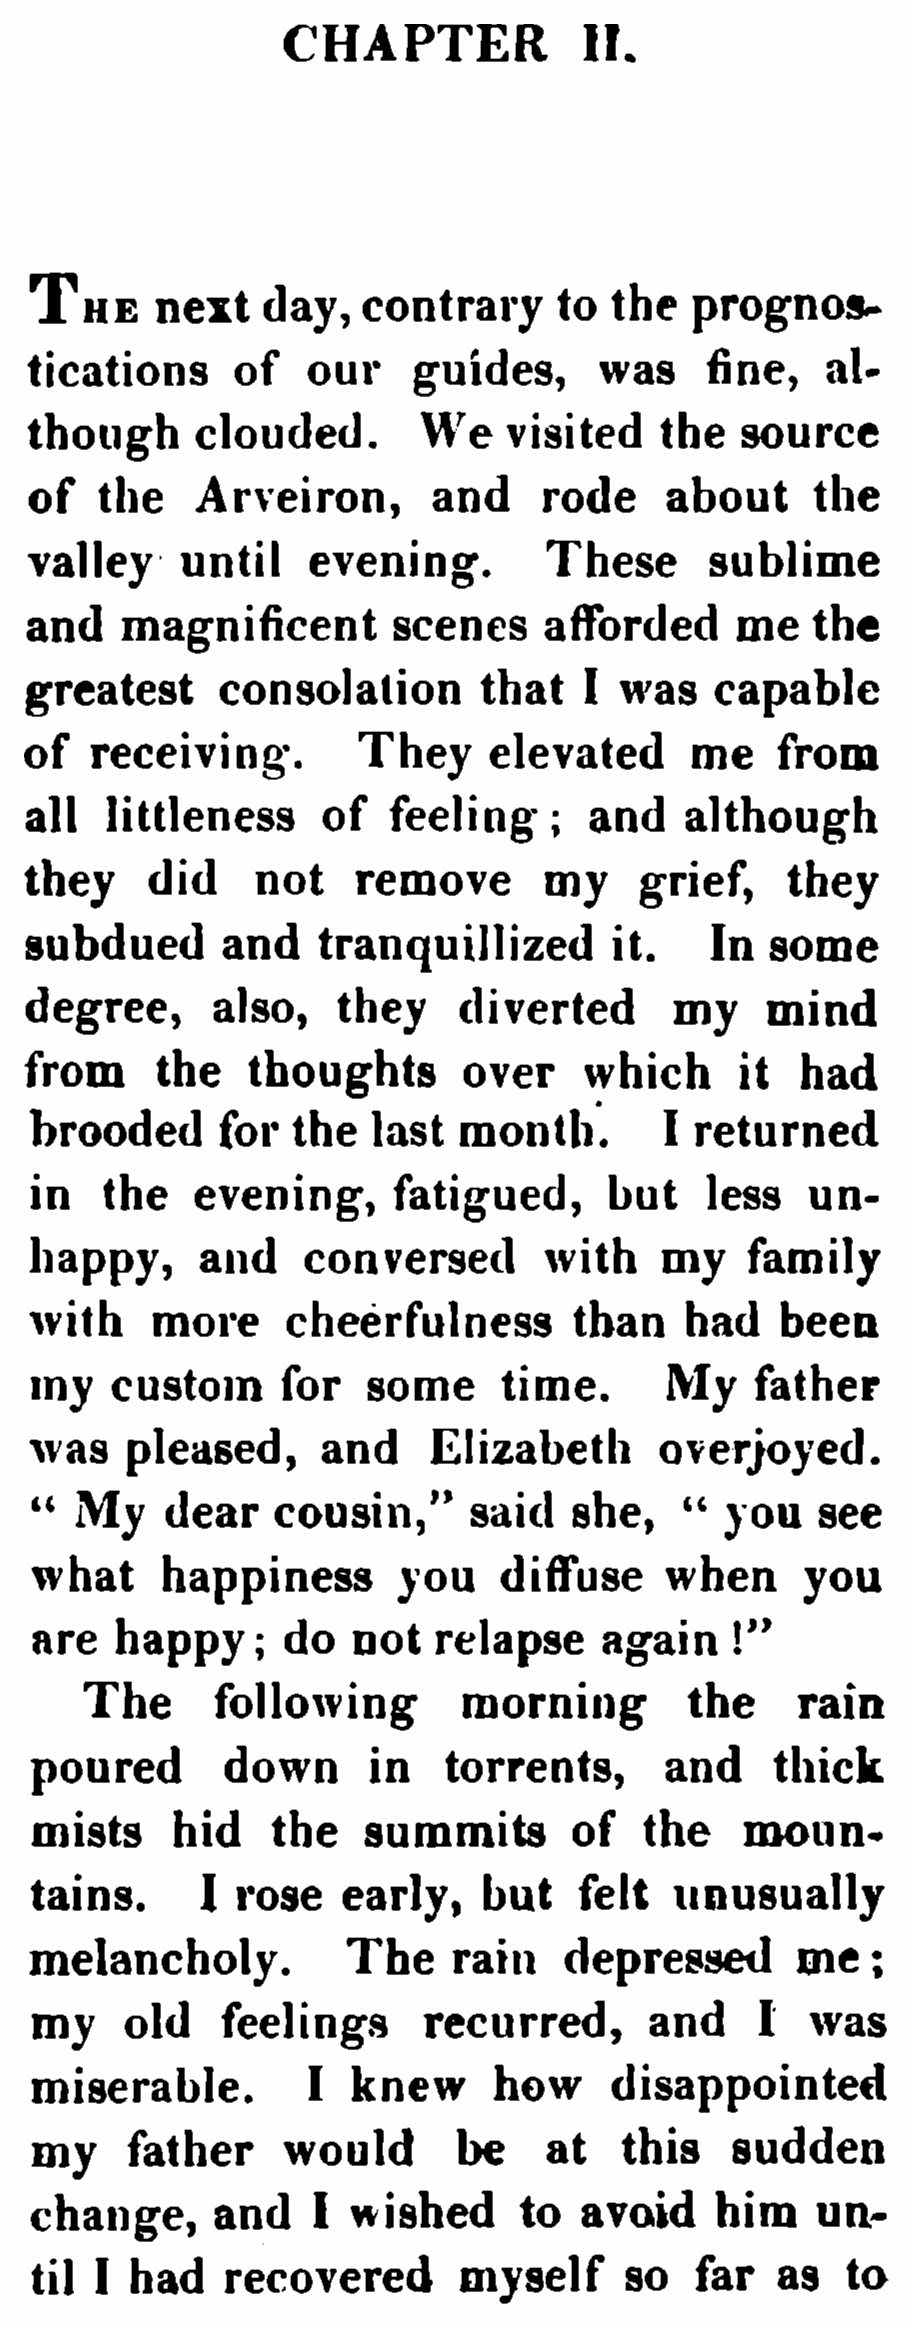 CHAPTER II.
THE next day, contrary to the prognos-
tications of our guides, was fine, al-
though clouded. We visited the source
of the Arveiron, and rode about the
valley until evening. These sublime
and magnificent scenes afforded me the
greatest consolation that I was capable
of receiving. They elevated me from
all littleness of feeling; and although
they did not remove my grief, they
subdued and tranquillized it. In some
degree, also, they diverted my mind
from the thoughts over which it had
brooded for the last month. I returned
in the evening, fatigued, but less un-
happy, and conversed with my family
with more cheerfulness than had been
my custom for some time. My father
was pleased, and Elizabeth overjoyed.
“ My dear cousin,” said she, “ you see
what happiness you diffuse when you
are happy; do not relapse again !”
The following morning the rain
poured down in torrents, and thick
mists hid the summits of the moun-
tains. I rose early, but felt unusually
melancholy. The rain depressed me;
my old feelings recurred, and I was
miserable. I knew how disappointed
my father would be at this sudden
change, and I wished to avoid him un-
til I had recovered myself so far as to